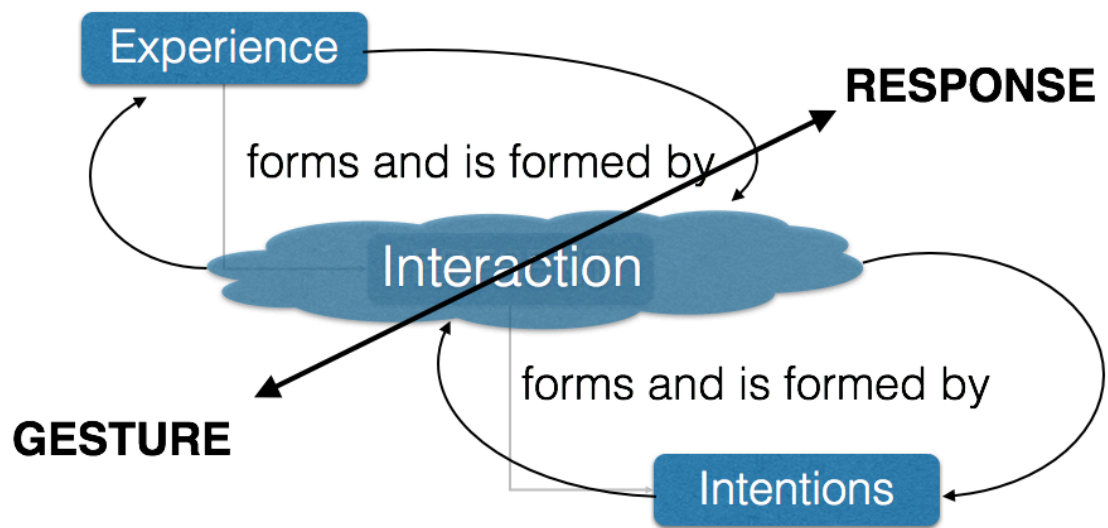 Experience
RESPONSE
forms and is formed by
Interaction
forms and is formed by
GESTURE
Intentions